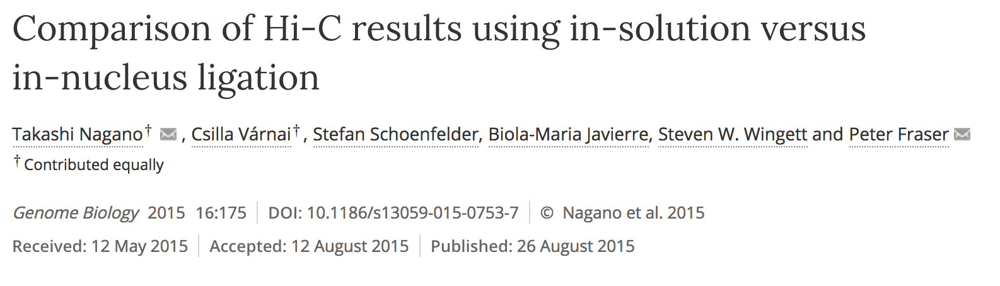 Comparison of Hi-C results using in-solution versus
in-nucleus ligation
Takashi Nagano†, Csilla Várnai†, Stefan Schoenfelder, Biola-Maria Javierre, Steven W. Wingett and Peter Fraser
† Contributed equally
Genome Biology 2015 16:175 DOI: 10.1186/s13059-015-0753-7 © Nagano et al. 2015
Received: 12 May 2015 Accepted: 12 August 2015 Published: 26 August 2015